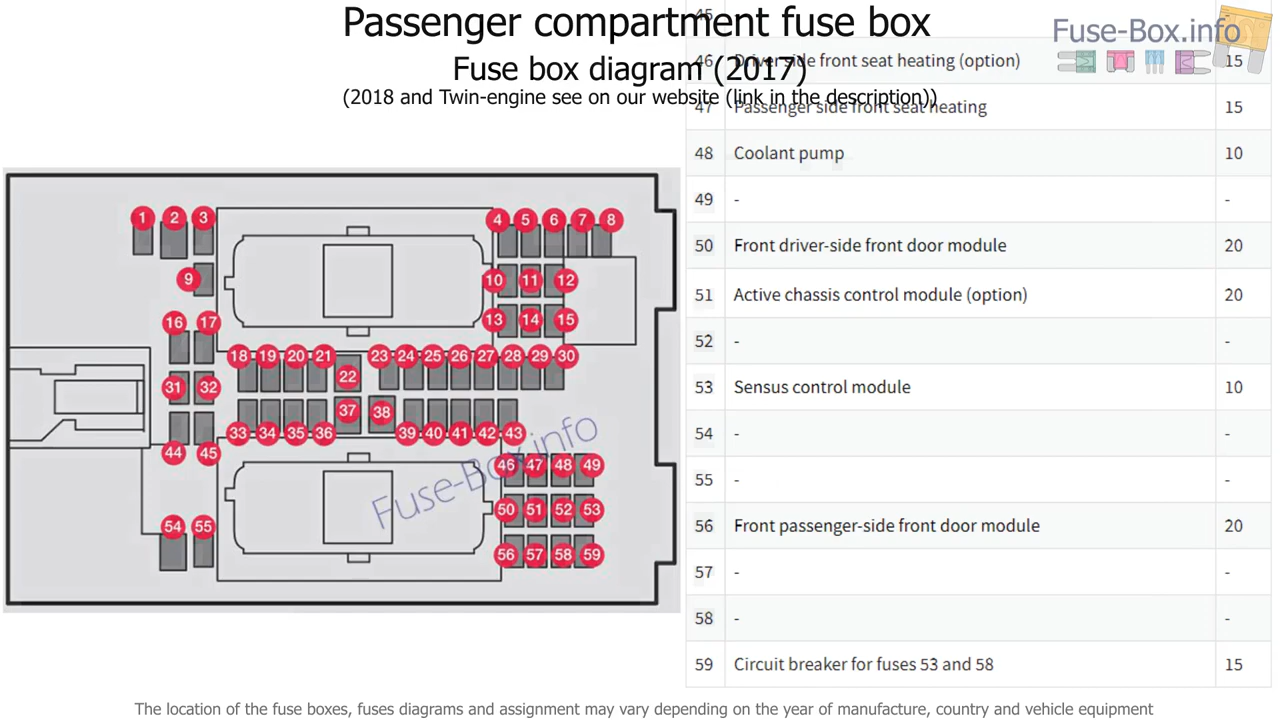 Passenger compartment fuse box
Fuse box diagram (2017)
(2018 and Twin-engine see on our website (link in the description))
Fuse-Box.info
45 -
46 Driver side front seat heating (option) 15
47 Passenger side front seat heating 15
48 Coolant pump 10
49 - -
50 Front driver-side front door module 20
51 Active chassis control module (option) 20
52 - -
53 Sensus control module 10
54 - -
55 - -
56 Front passenger-side front door module 20
57 - -
58 - -
59 Circuit breaker for fuses 53 and 58 15
1 2 3 4 5 6 7 8
9 10 11 12
16 17 13 14 15
18 19 20 21 22 23 24 25 26 27 28 29 30
31 32
37 38
33 34 35 36 39 40 41 42 43
44 45 46 47 48 49
50 51 52 53
54 55
56 57 58 59
Fuse-Box.info
The location of the fuse boxes, fuses diagrams and assignment may vary depending on the year of manufacture, country and vehicle equipment